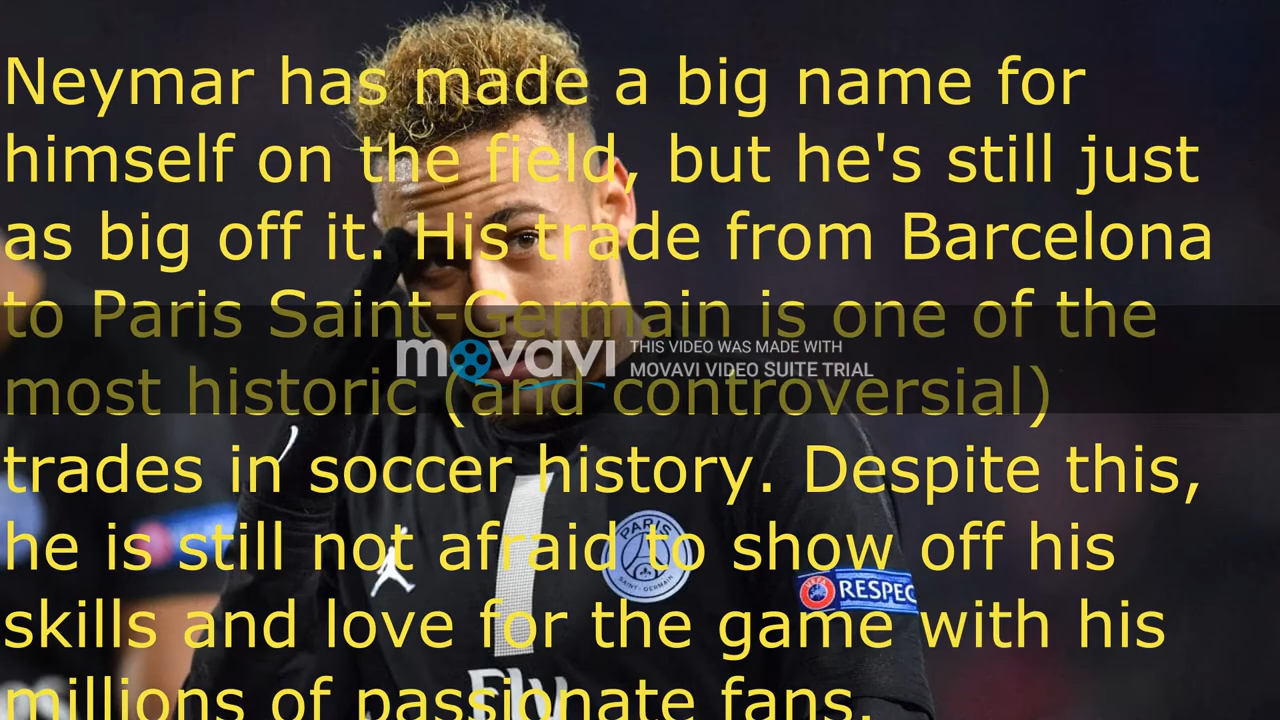 Neymar has made a big name for
himself on the field, but he's still just
as big off it. His trade from Barcelona
to Paris Saint-Germain is one of the
most historic (and controversial)
trades in soccer history. Despite this,
he is still not afraid to show off his
skills and love for the game with his
millions of passionate fans.
movavi
THIS VIDEO WAS MADE WITH
MOVAVI VIDEO SUITE TRIAL
PARIS
SAINT-GERMAIN
UEFA
RESPEC
Fly